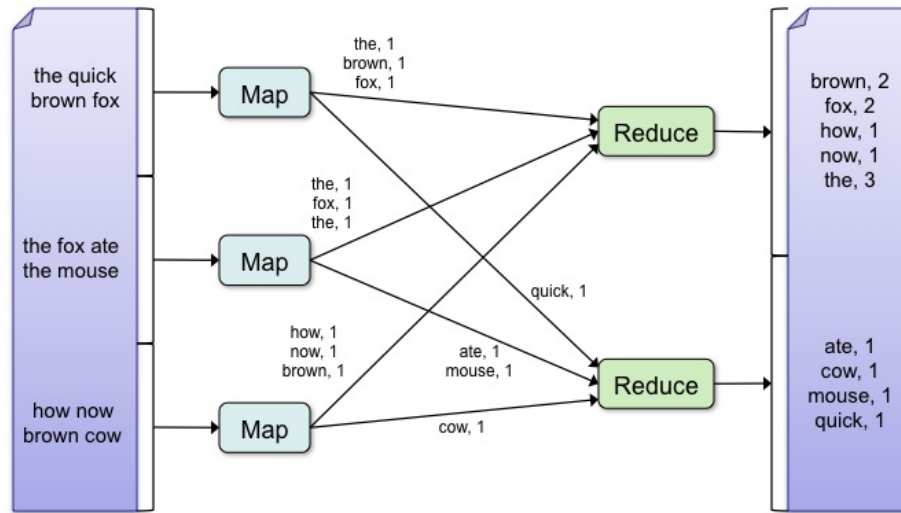 the quick
brown fox
the fox ate
the mouse
how now
brown cow
Map
Map
Map
the, 1
brown, 1
fox, 1
the, 1
fox, 1
the, 1
how, 1
now, 1
brown, 1
quick, 1
ate, 1
mouse, 1
cow, 1
Reduce
Reduce
brown, 2
fox, 2
how, 1
now, 1
the, 3
ate, 1
cow, 1
mouse, 1
quick, 1